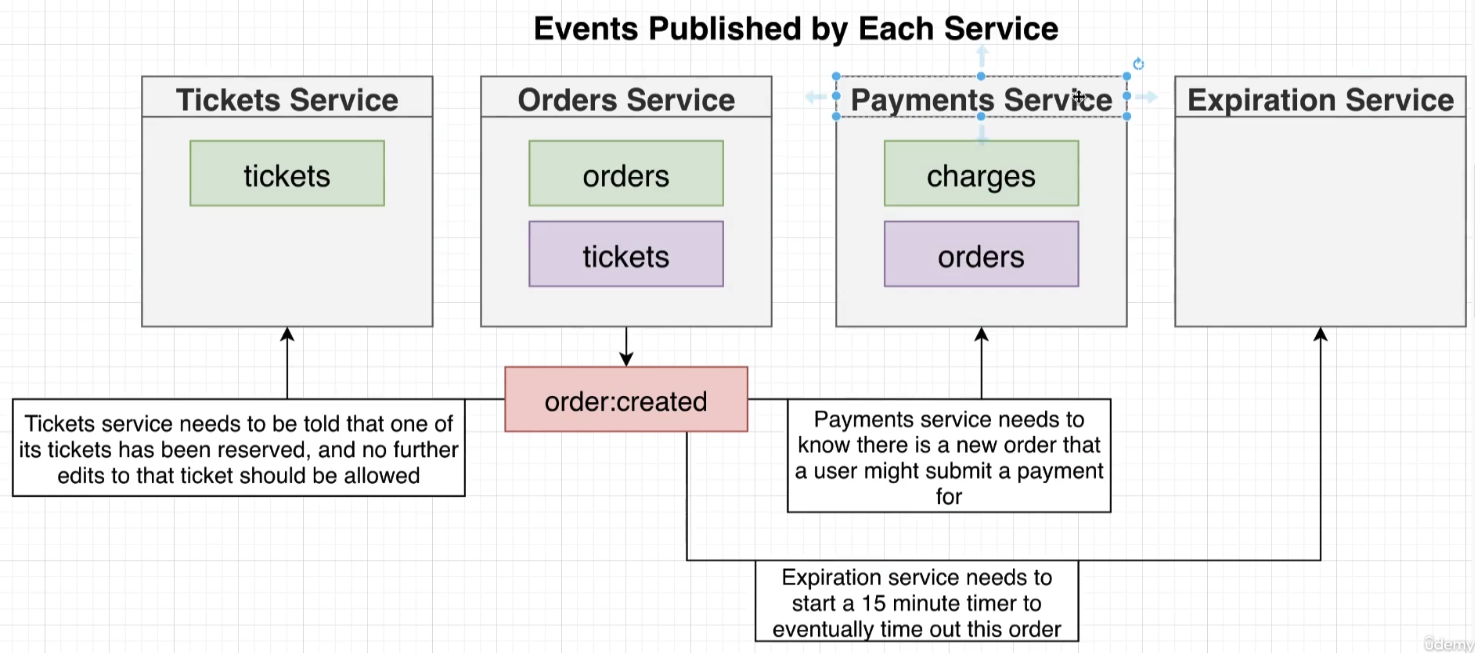 Events Published by Each Service
Tickets Service
tickets
Orders Service
orders
tickets
Payments Service
charges
orders
Expiration Service
order:created
Tickets service needs to be told that one of
its tickets has been reserved, and no further
edits to that ticket should be allowed
Payments service needs to
know there is a new order that
a user might submit a payment
for
Expiration service needs to
start a 15 minute timer to
eventually time out this order
ûdemy